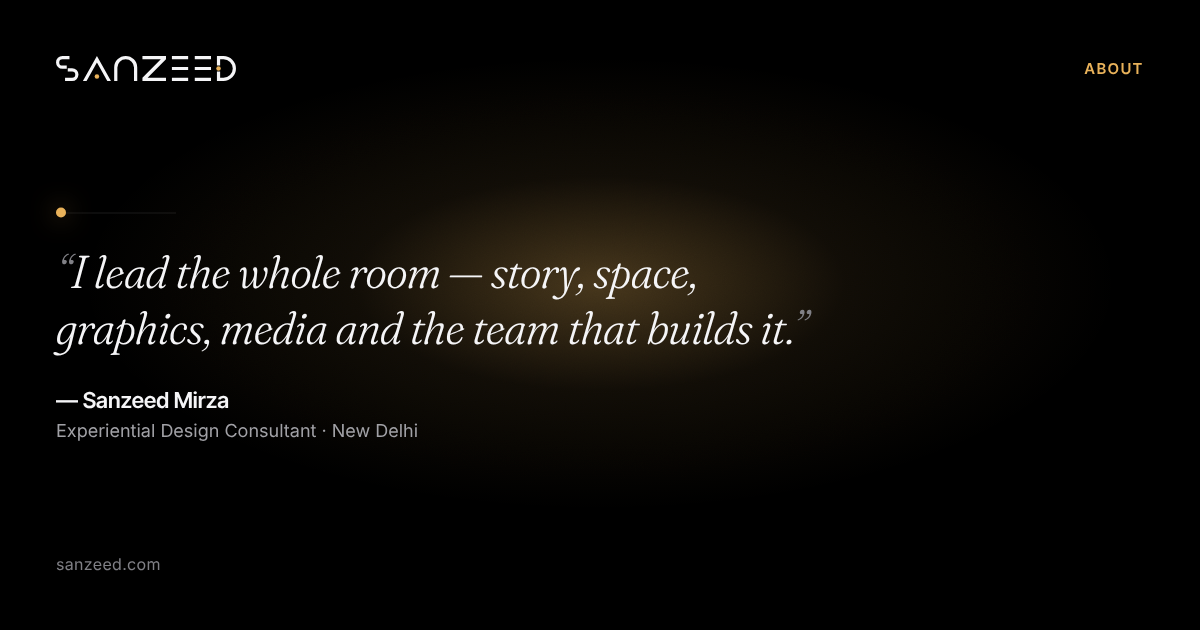 SANZEED
ABOUT
“I lead the whole room — story, space,
graphics, media and the team that builds it.”
— Sanzeed Mirza
Experiential Design Consultant · New Delhi
sanzeed.com